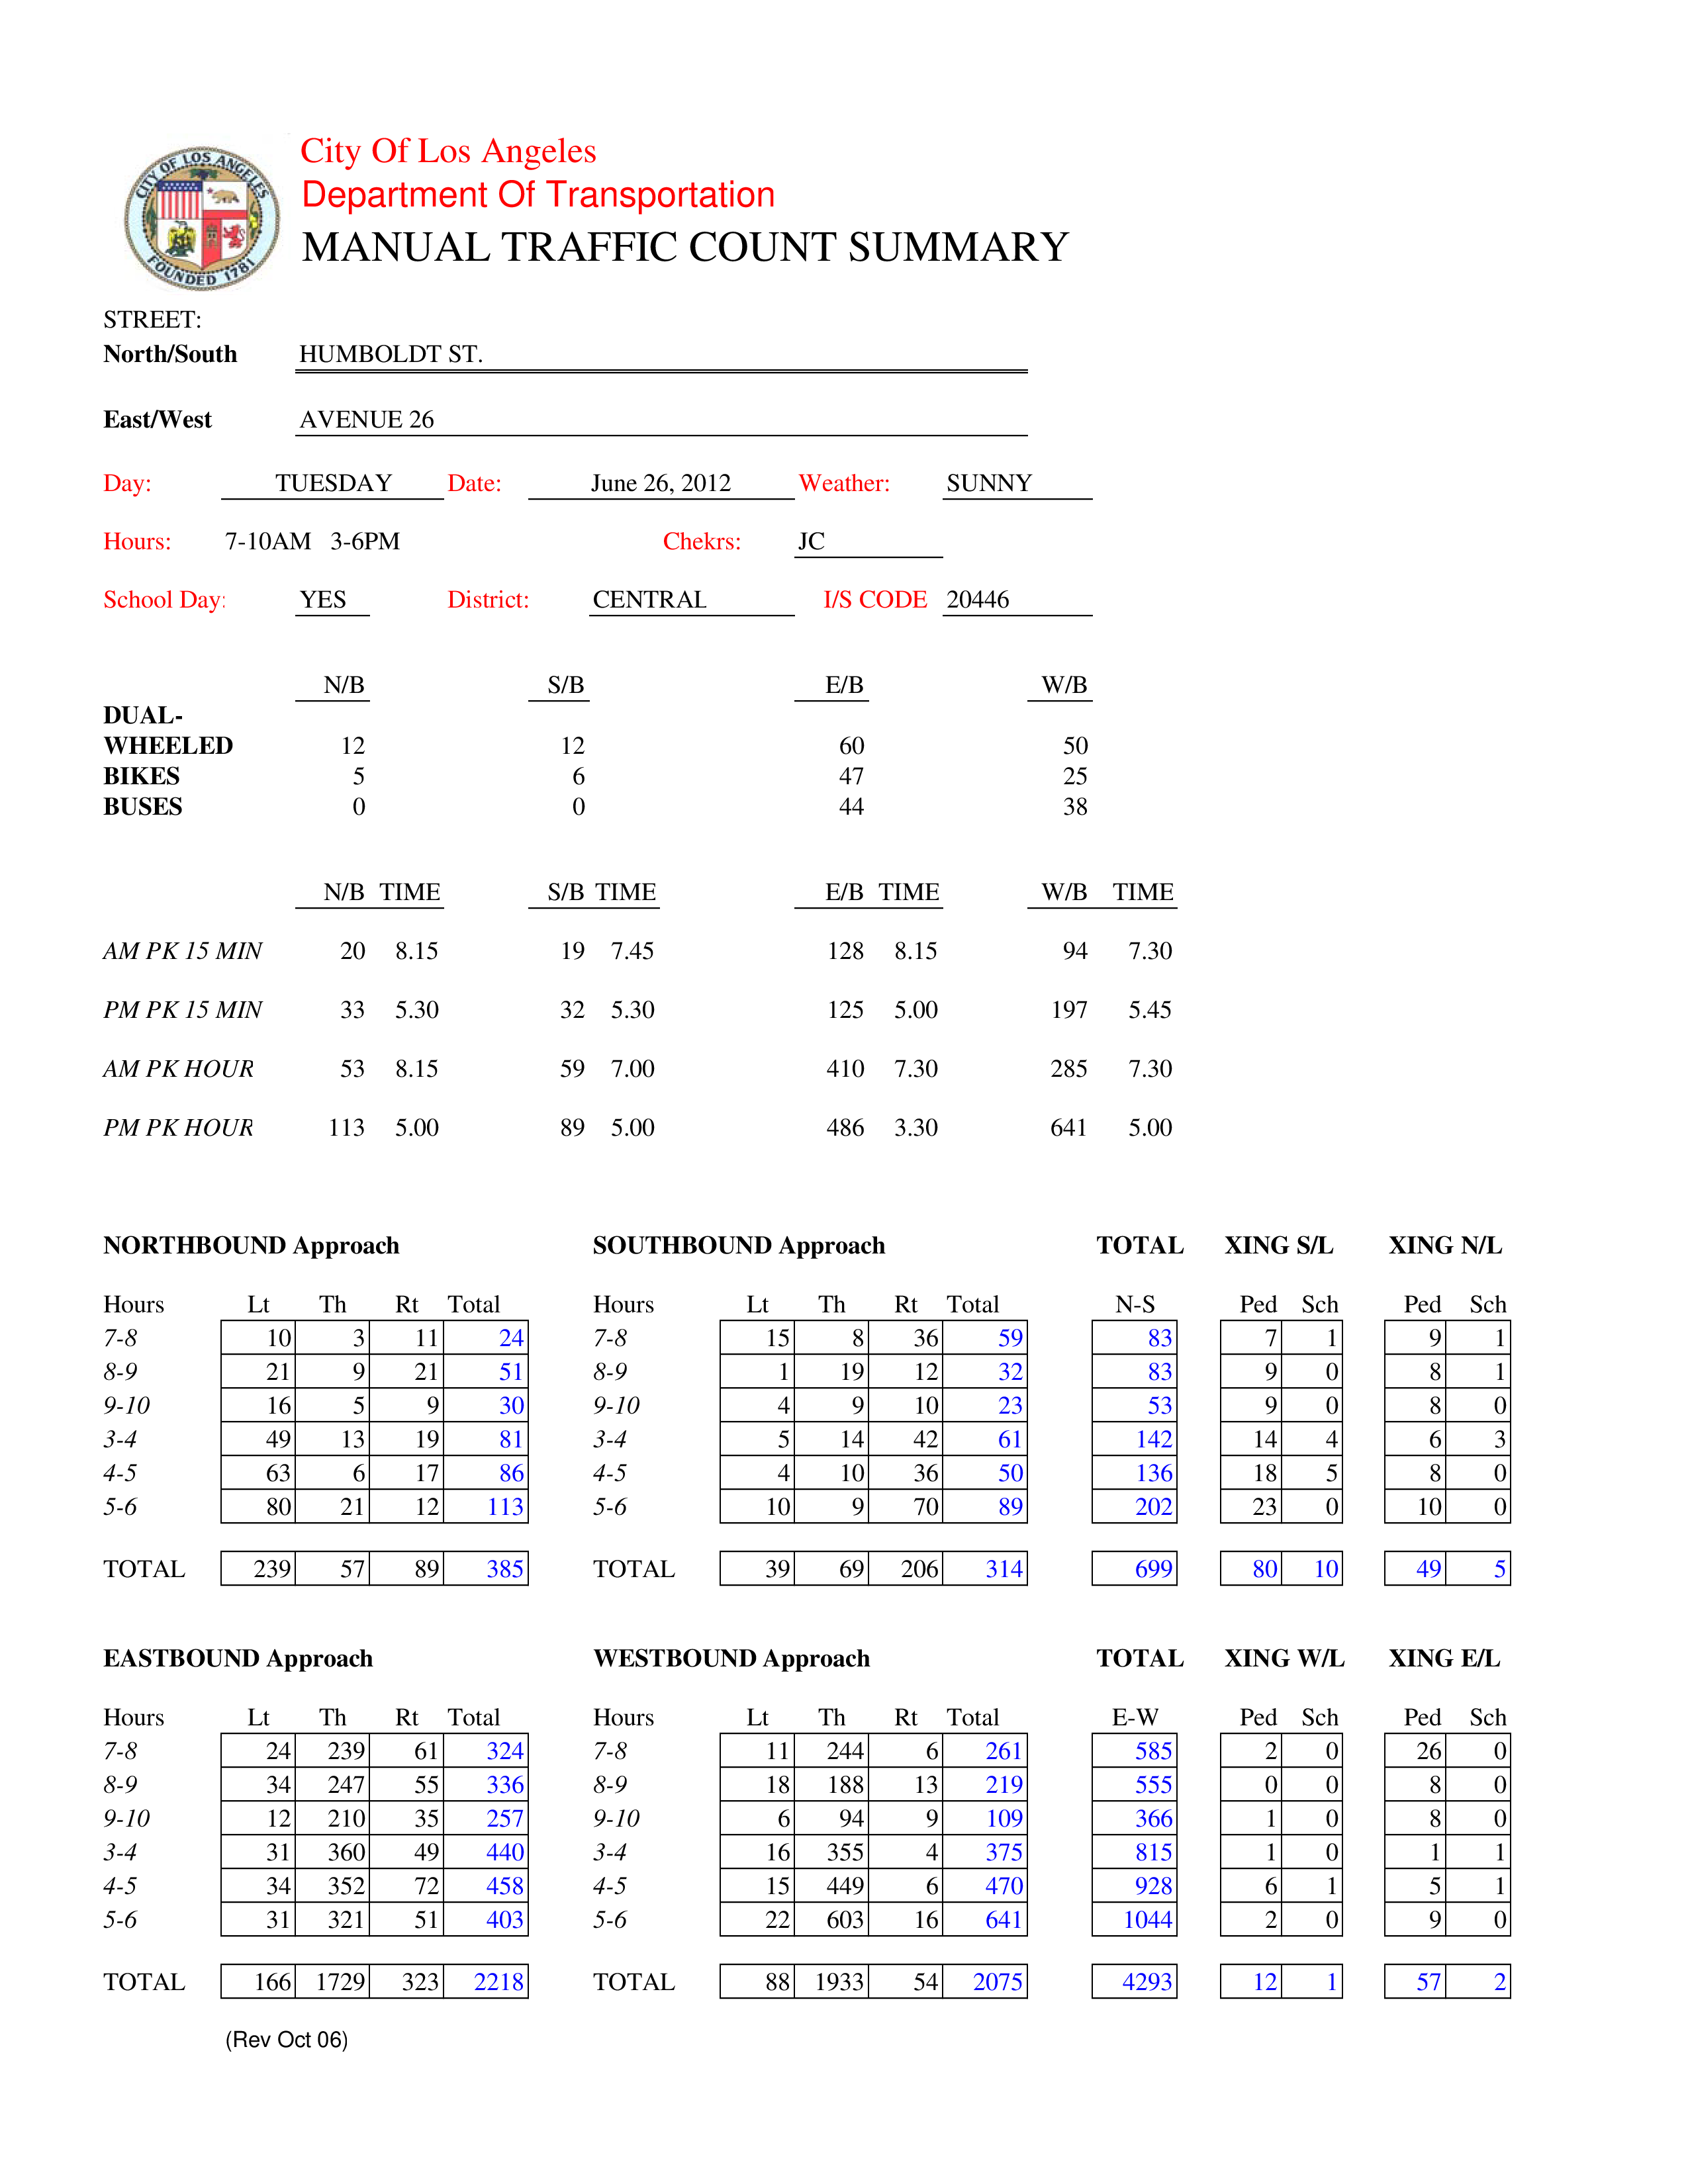 CITY OF LOS ANGELES
FOUNDED 1781
City Of Los Angeles
Department Of Transportation
MANUAL TRAFFIC COUNT SUMMARY
STREET:
North/South HUMBOLDT ST.
East/West AVENUE 26
Day: TUESDAY Date: June 26, 2012 Weather: SUNNY
Hours: 7-10AM 3-6PM Chekrs: JC
School Day: YES District: CENTRAL I/S CODE 20446
N/B S/B E/B W/B
DUAL-
WHEELED 12 12 60 50
BIKES 5 6 47 25
BUSES 0 0 44 38
N/B TIME S/B TIME E/B TIME W/B TIME
AM PK 15 MIN 20 8.15 19 7.45 128 8.15 94 7.30
PM PK 15 MIN 33 5.30 32 5.30 125 5.00 197 5.45
AM PK HOUR 53 8.15 59 7.00 410 7.30 285 7.30
PM PK HOUR 113 5.00 89 5.00 486 3.30 641 5.00
NORTHBOUND Approach SOUTHBOUND Approach TOTAL XING S/L XING N/L
Hours Lt Th Rt Total Hours Lt Th Rt Total N-S Ped Sch Ped Sch
7-8 10 3 11 24 7-8 15 8 36 59 83 7 1 9 1
8-9 21 9 21 51 8-9 1 19 12 32 83 9 0 8 1
9-10 16 5 9 30 9-10 4 9 10 23 53 9 0 8 0
3-4 49 13 19 81 3-4 5 14 42 61 142 14 4 6 3
4-5 63 6 17 86 4-5 4 10 36 50 136 18 5 8 0
5-6 80 21 12 113 5-6 10 9 70 89 202 23 0 10 0
TOTAL 239 57 89 385 TOTAL 39 69 206 314 699 80 10 49 5
EASTBOUND Approach WESTBOUND Approach TOTAL XING W/L XING E/L
Hours Lt Th Rt Total Hours Lt Th Rt Total E-W Ped Sch Ped Sch
7-8 24 239 61 324 7-8 11 244 6 261 585 2 0 26 0
8-9 34 247 55 336 8-9 18 188 13 219 555 0 0 8 0
9-10 12 210 35 257 9-10 6 94 9 109 366 1 0 8 0
3-4 31 360 49 440 3-4 16 355 4 375 815 1 0 1 1
4-5 34 352 72 458 4-5 15 449 6 470 928 6 1 5 1
5-6 31 321 51 403 5-6 22 603 16 641 1044 2 0 9 0
TOTAL 166 1729 323 2218 TOTAL 88 1933 54 2075 4293 12 1 57 2
(Rev Oct 06)